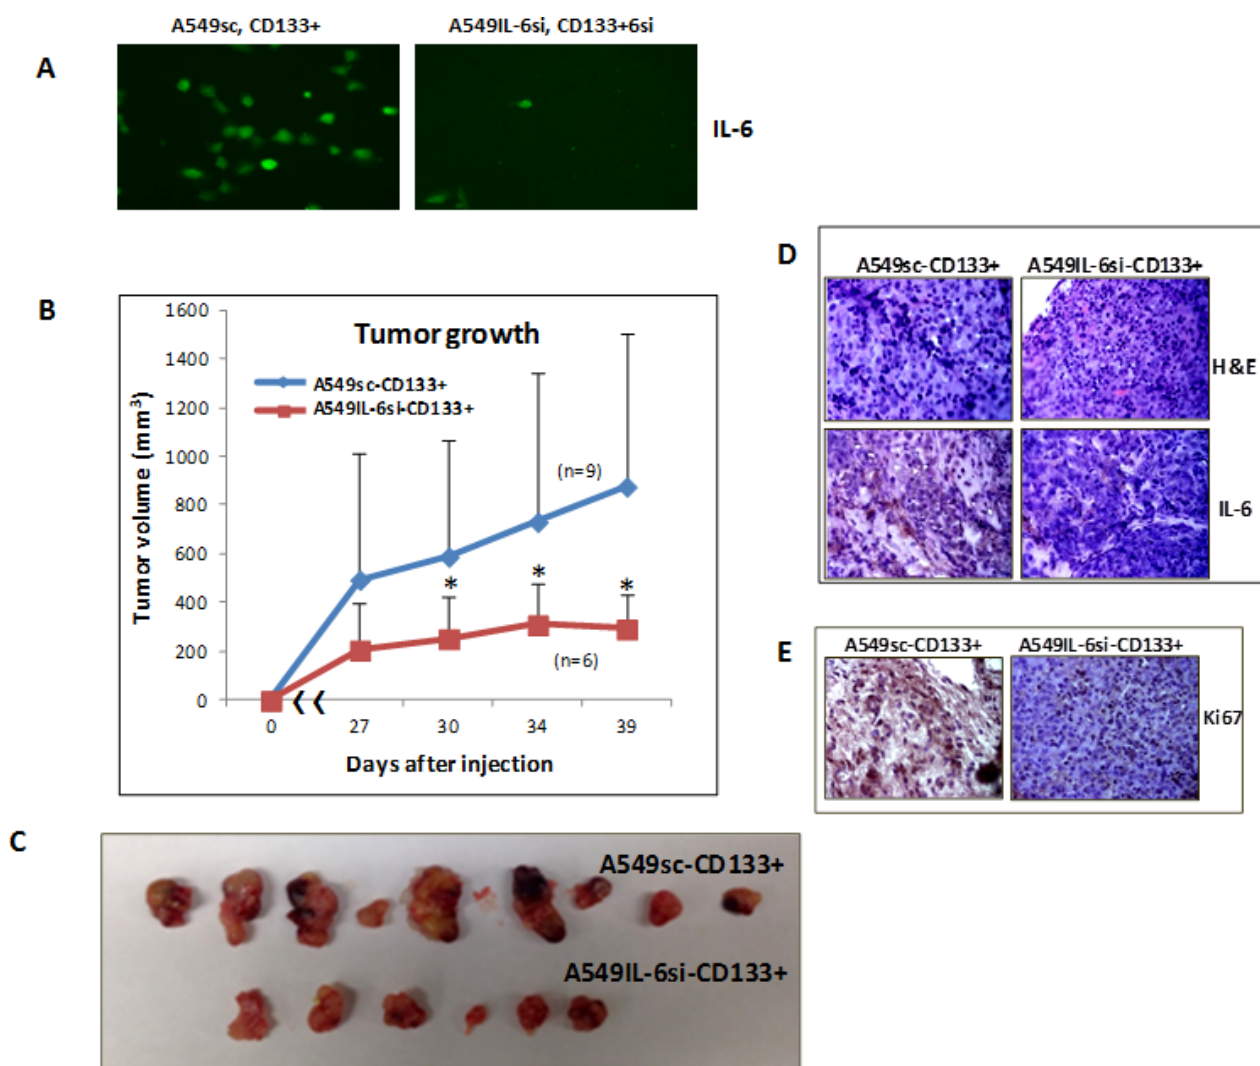 A549sc, CD133+
A549IL-6si, CD133+6si
A
IL-6
B
Tumor growth
A549sc-CD133+
A549IL-6si-CD133+
1600
1400
1200
1000
800
600
400
200
0
Tumor volume (mm³)
(n=9)
* * *
(n=6)
0 27 30 34 39
Days after injection
C
A549sc-CD133+
A549IL-6si-CD133+
D
A549sc-CD133+ A549IL-6si-CD133+
H&E
IL-6
E
A549sc-CD133+ A549IL-6si-CD133+
Ki67